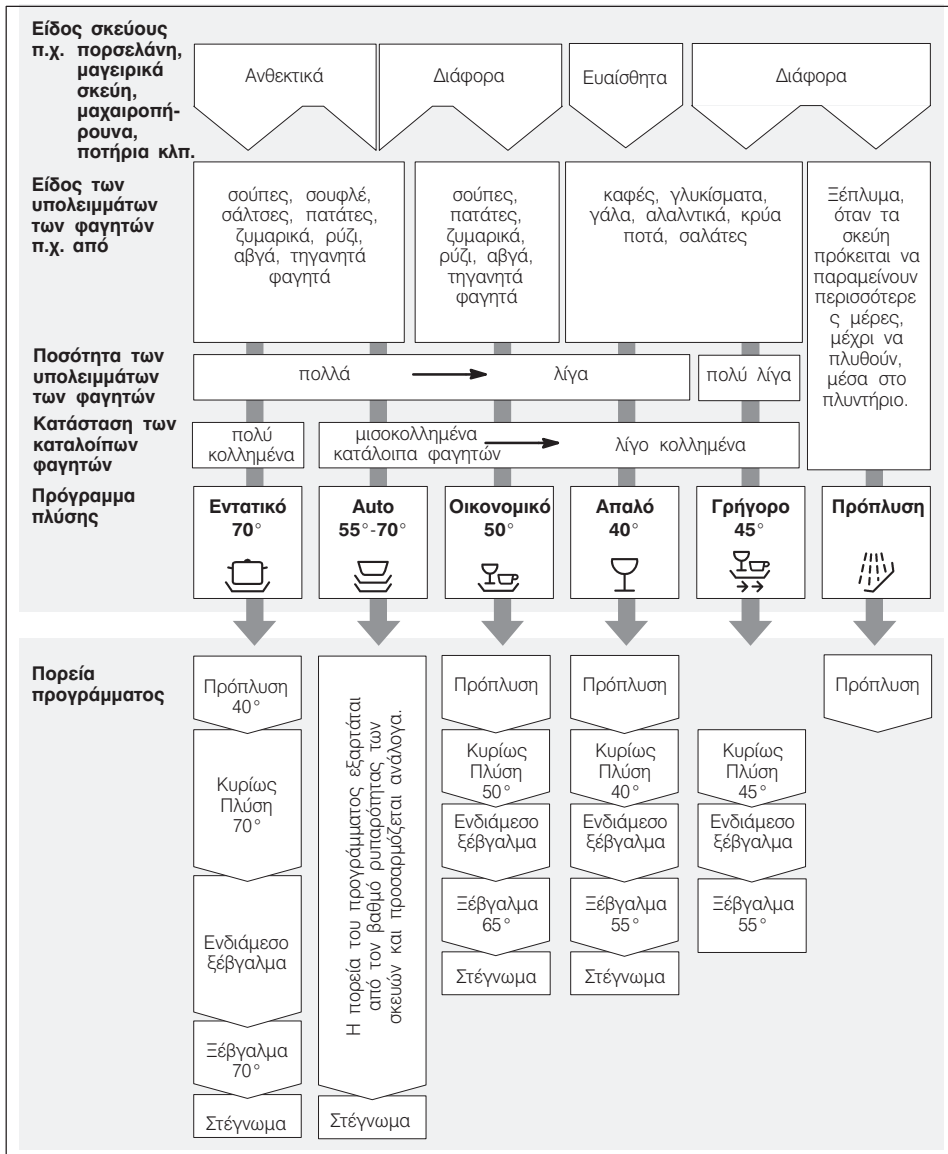 Είδος σκεύους
π.χ. πορσελάνη,
μαγειρικά
σκεύη,
μαχαιροπή-
ρουνα,
ποτήρια κλπ.
Ανθεκτικά
Διάφορα
Ευαίσθητα
Διάφορα
Είδος των
υπολειμμάτων
των φαγητών
π.χ. από
σούπες, σουφλέ,
σάλτσες, πατάτες,
ζυμαρικά, ρύζι,
αβγά, τηγανητά
φαγητά
σούπες,
πατάτες,
ζυμαρικά,
ρύζι, αβγά,
τηγανητά
φαγητά
καφές, γλυκίσματα,
γάλα, αλαλντικά, κρύα
ποτά, σαλάτες
Ξέπλυμα,
όταν τα
σκεύη
πρόκειται να
παραμείνουν
περισσότερε
ς μέρες,
μέχρι να
πλυθούν,
μέσα στο
πλυντήριο.
Ποσότητα των
υπολειμμάτων
των φαγητών
πολλά
λίγα
πολύ λίγα
Κατάσταση των
καταλοίπων
φαγητών
πολύ
κολλημένα
μισοκολλημένα
κατάλοιπα φαγητών
λίγο κολλημένα
Πρόγραμμα
πλύσης
Εντατικό
70°
Auto
55°-70°
Οικονομικό
50°
Απαλό
40°
Γρήγορο
45°
Πρόπλυση
Πορεία
προγράμματος
Πρόπλυση
40°
Κυρίως
Πλύση
70°
Ενδιάμεσο
ξέβγαλμα
Ξέβγαλμα
70°
Στέγνωμα
Η πορεία του προγράμματος εξαρτάται
από τον βαθμό ρυπαρότητας των
σκευών και προσαρμόζεται ανάλογα.
Στέγνωμα
Πρόπλυση
Κυρίως
Πλύση
50°
Ενδιάμεσο
ξέβγαλμα
Ξέβγαλμα
65°
Στέγνωμα
Πρόπλυση
Κυρίως
Πλύση
40°
Ενδιάμεσο
ξέβγαλμα
Ξέβγαλμα
55°
Στέγνωμα
Κυρίως
Πλύση
45°
Ενδιάμεσο
ξέβγαλμα
Ξέβγαλμα
55°
Πρόπλυση